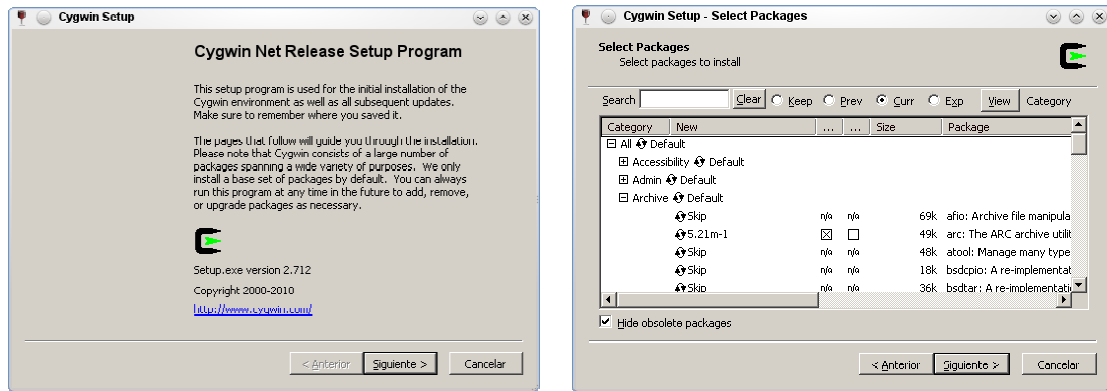 Cygwin Setup
Cygwin Net Release Setup Program
This setup program is used for the initial installation of the
Cygwin environment as well as all subsequent updates.
Make sure to remember where you saved it.
The pages that follow will guide you through the installation.
Please note that Cygwin consists of a large number of
packages spanning a wide variety of purposes. We only
install a base set of packages by default. You can always
run this program at any time in the future to add, remove,
or upgrade packages as necessary.
Setup.exe version 2.712
Copyright 2000-2010
http://www.cygwin.com/
< Anterior Siguiente > Cancelar
Cygwin Setup - Select Packages
Select Packages
Select packages to install
Search Clear Keep Prev Curr Exp View Category
Category New ... ... Size Package
All Default
Accessibility Default
Admin Default
Archive Default
Skip n/a n/a 69k afio: Archive file manipula
5.21m-1 49k arc: The ARC archive utilit
Skip n/a n/a 48k atool: Manage many type
Skip n/a n/a 18k bsdcpio: A re-implementat
Skip n/a n/a 36k bsdtar: A re-implementati
Hide obsolete packages
< Anterior Siguiente > Cancelar